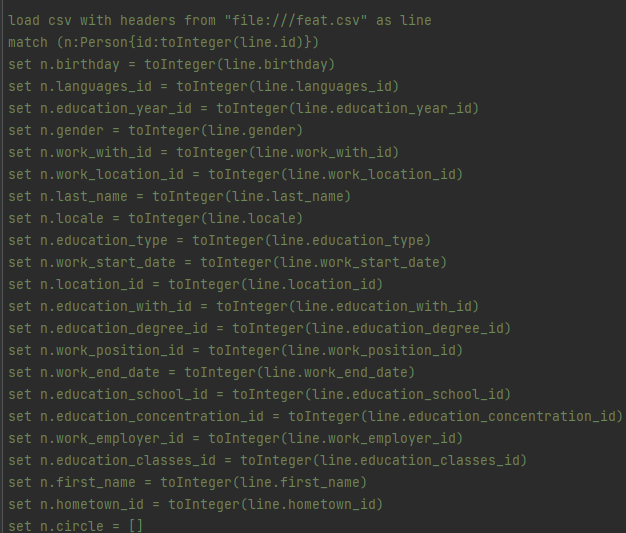 load csv with headers from "file:///feat.csv" as line
match (n:Person{id:toInteger(line.id)})
set n.birthday = toInteger(line.birthday)
set n.languages_id = toInteger(line.languages_id)
set n.education_year_id = toInteger(line.education_year_id)
set n.gender = toInteger(line.gender)
set n.work_with_id = toInteger(line.work_with_id)
set n.work_location_id = toInteger(line.work_location_id)
set n.last_name = toInteger(line.last_name)
set n.locale = toInteger(line.locale)
set n.education_type = toInteger(line.education_type)
set n.work_start_date = toInteger(line.work_start_date)
set n.location_id = toInteger(line.location_id)
set n.education_with_id = toInteger(line.education_with_id)
set n.education_degree_id = toInteger(line.education_degree_id)
set n.work_position_id = toInteger(line.work_position_id)
set n.work_end_date = toInteger(line.work_end_date)
set n.education_school_id = toInteger(line.education_school_id)
set n.education_concentration_id = toInteger(line.education_concentration_id)
set n.work_employer_id = toInteger(line.work_employer_id)
set n.education_classes_id = toInteger(line.education_classes_id)
set n.first_name = toInteger(line.first_name)
set n.hometown_id = toInteger(line.hometown_id)
set n.circle = []